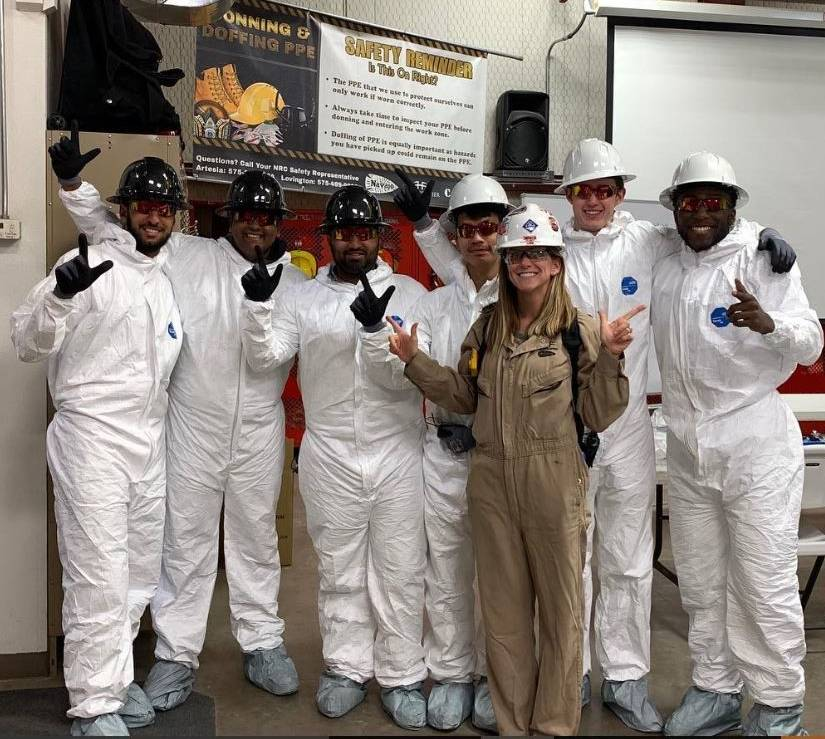 DONNING &
DOFFING PPE
SAFETY REMINDER
Is This On Right?
• The PPE that we use to protect ourselves can
only work if worn correctly.
• Always take time to inspect your PPE before
donning and entering the work zone.
• Doffing of PPE is equally important as hazards
you have picked up could remain on the PPE.
Questions? Call Your NRC Safety Representative
Artesia: 575- Lovington: 575-
Navajo